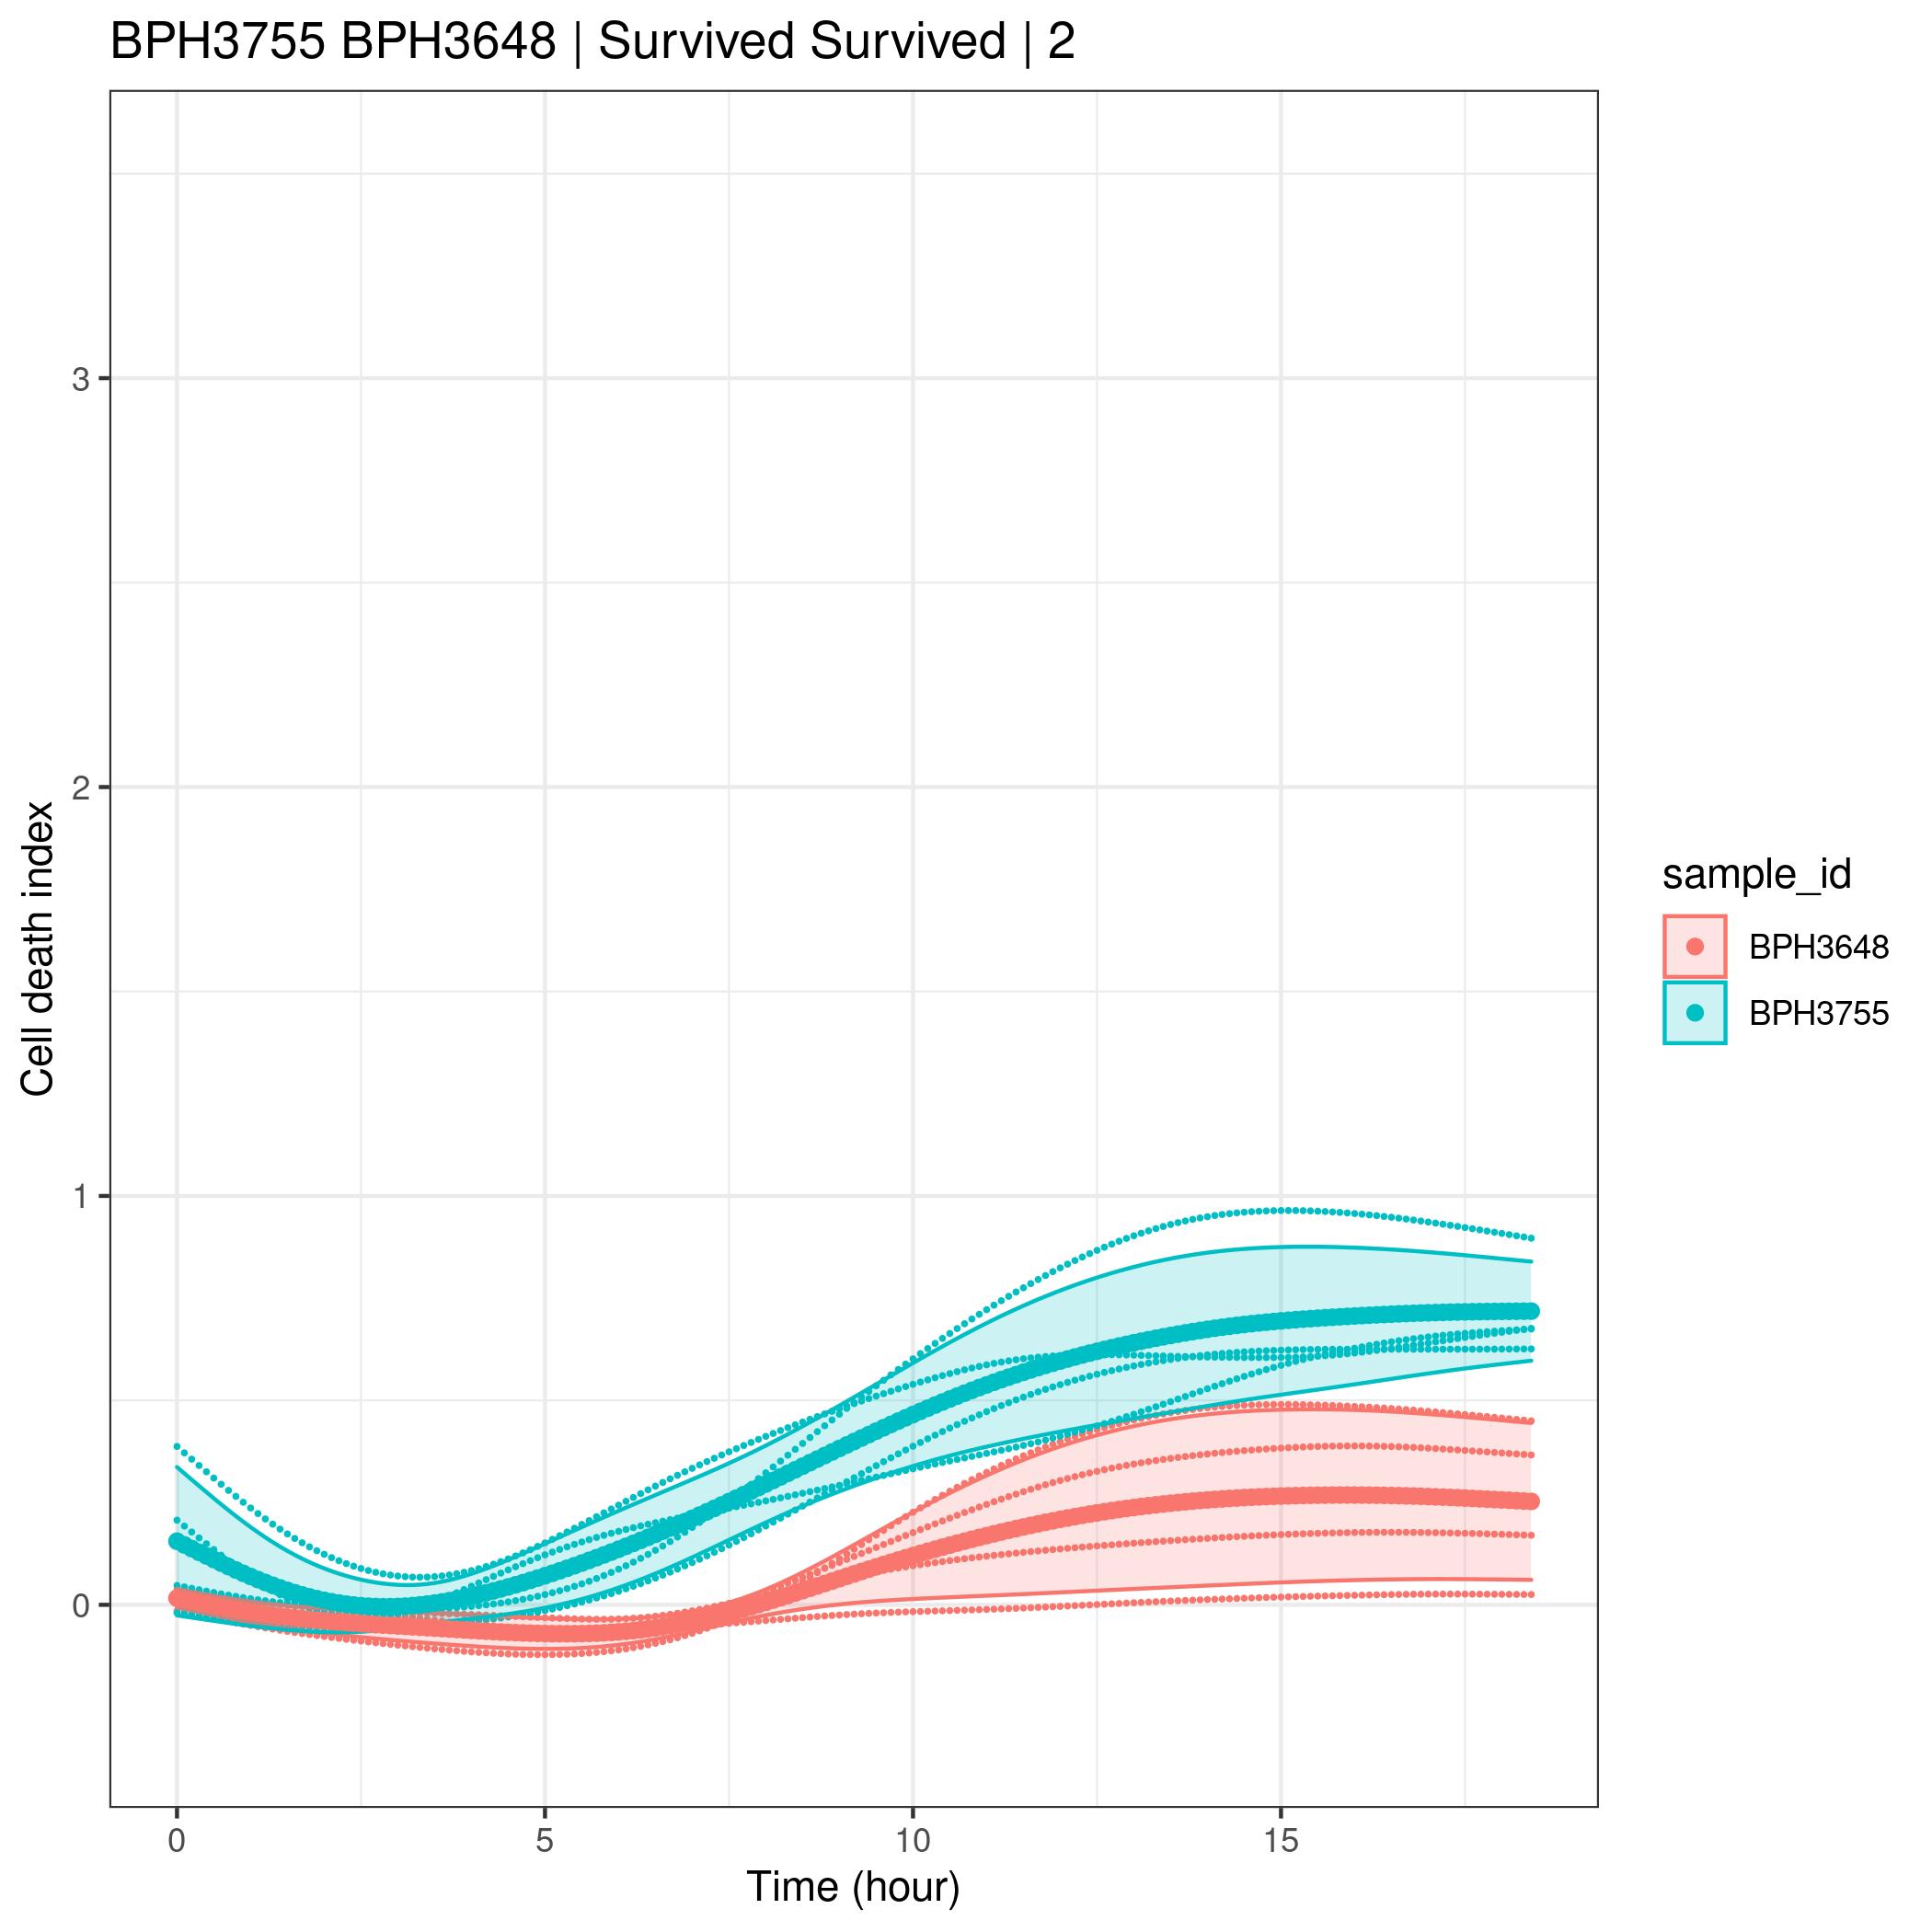 BPH3755 BPH3648 | Survived Survived | 2
3
2
1
0
Cell death index
0 5 10 15
Time (hour)
sample_id
BPH3648
BPH3755